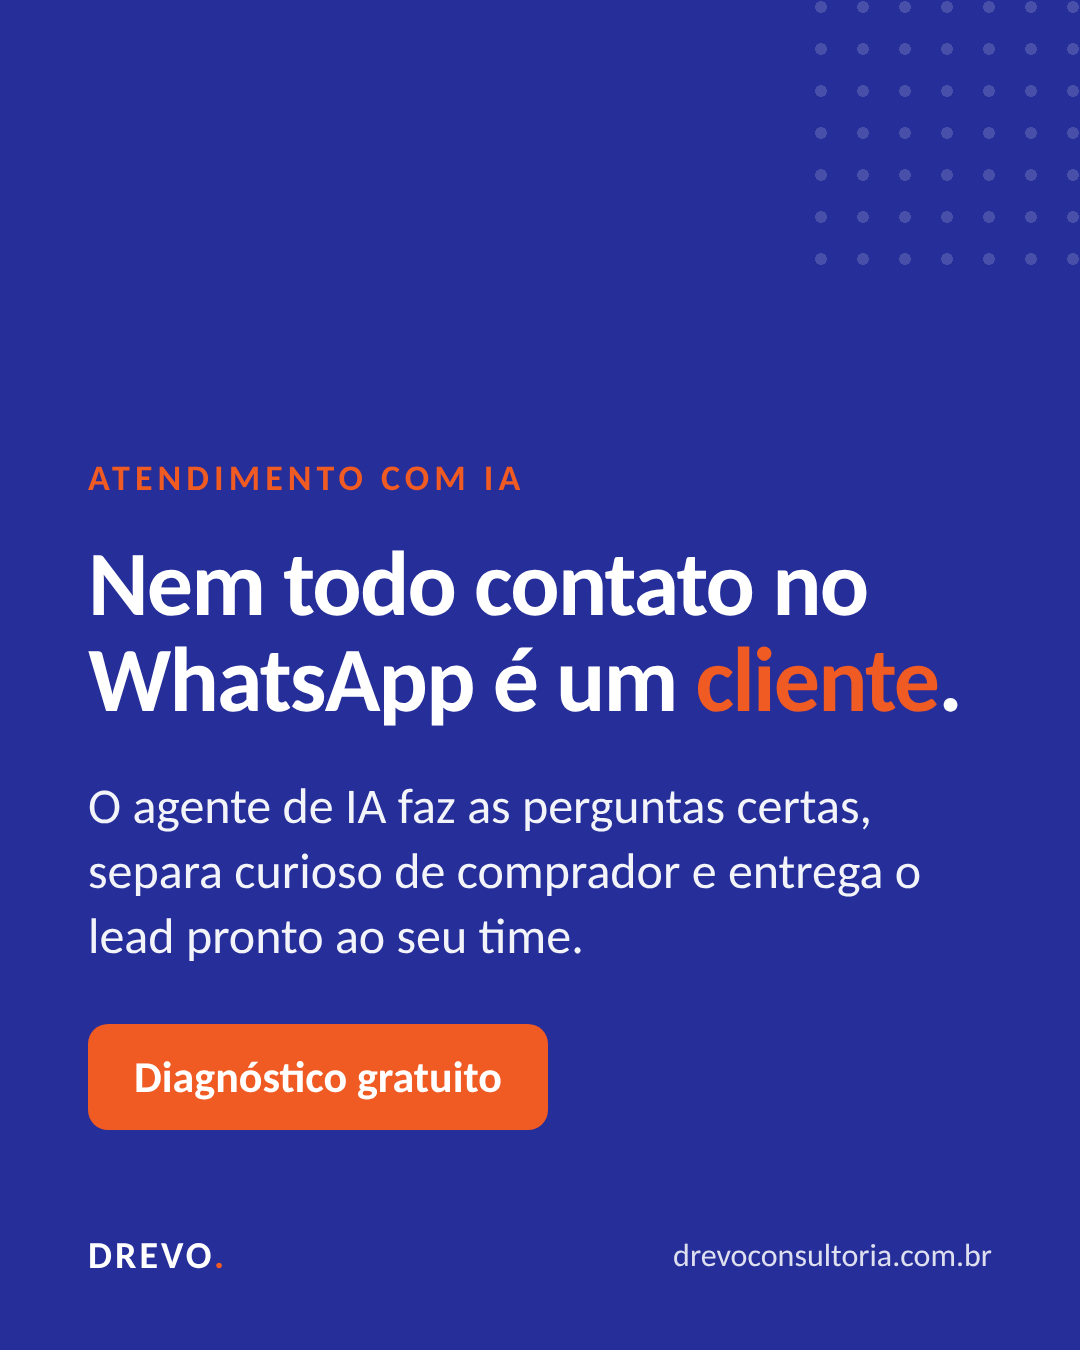 ATENDIMENTO COM IA
Nem todo contato no
WhatsApp é um cliente.
O agente de IA faz as perguntas certas,
separa curioso de comprador e entrega o
lead pronto ao seu time.
Diagnóstico gratuito
DREVO.
drevoconsultoria.com.br